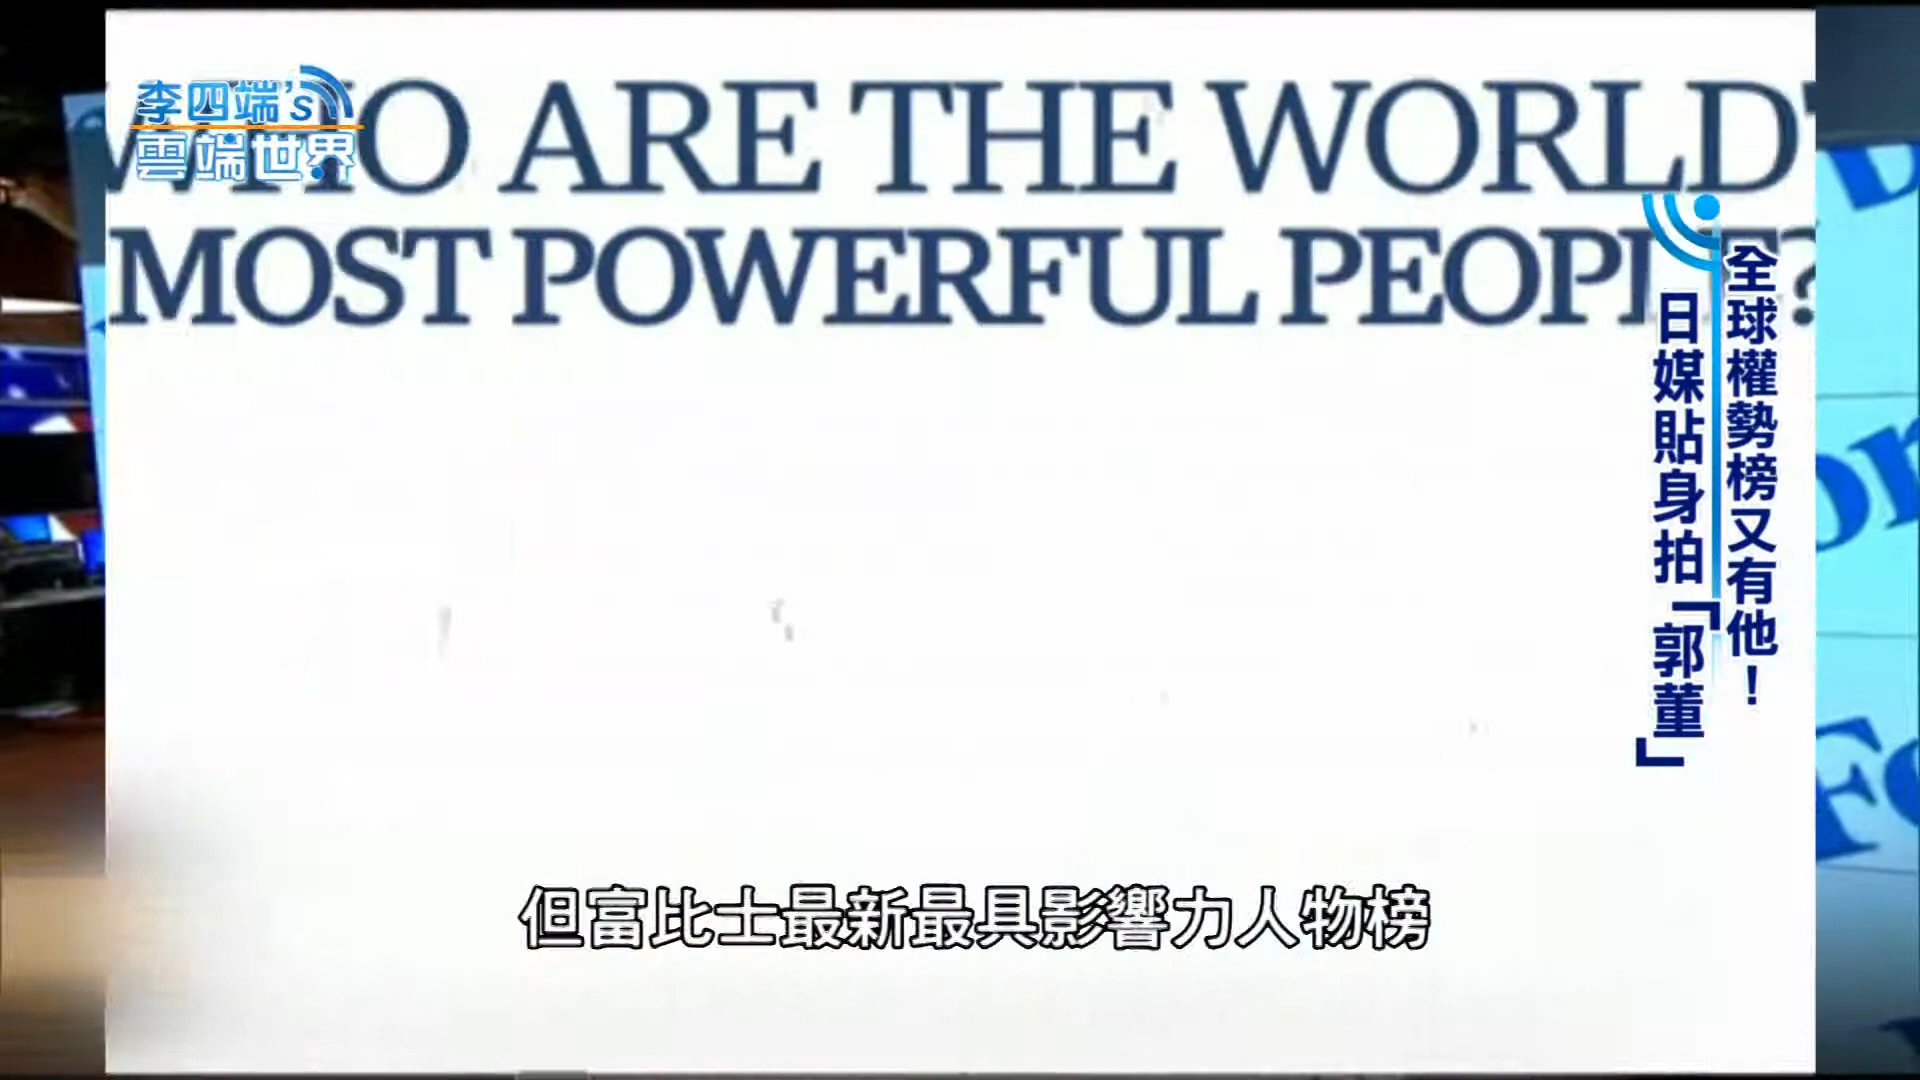 李四端's
雲端世界
WHO ARE THE WORLD'
MOST POWERFUL PEOPLE?
全球權勢榜又有他！
日媒貼身拍「郭董」
但富比士最新最具影響力人物榜